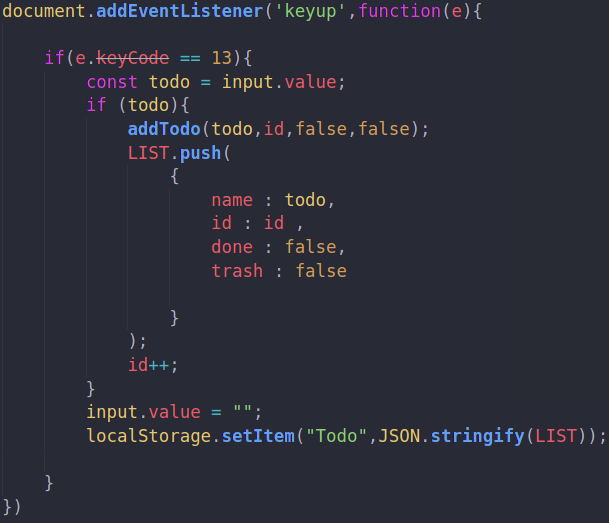 document.addEventListener('keyup',function(e){
if(e.keyCode == 13){
const todo = input.value;
if (todo){
addTodo(todo,id,false,false);
LIST.push(
{
name : todo,
id : id ,
done : false,
trash : false
}
);
id++;
}
input.value = "";
localStorage.setItem("Todo",JSON.stringify(LIST));
}
})